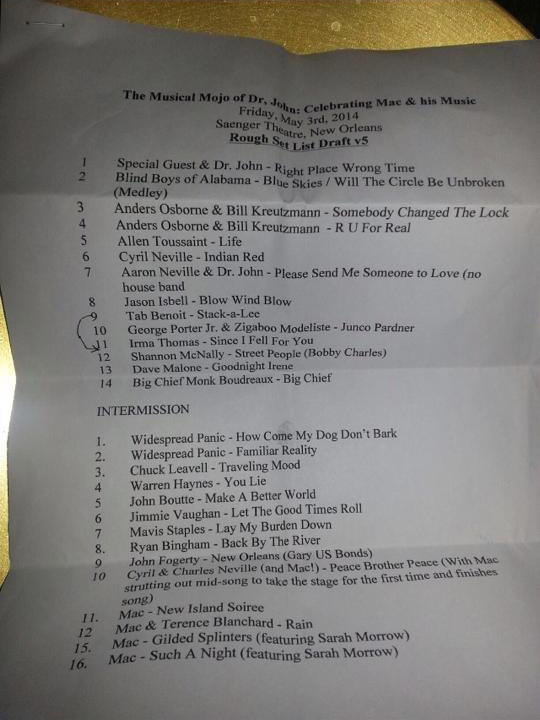 The Musical Mojo of Dr. John: Celebrating Mac & his Music
Friday, May 3rd, 2014
Saenger Theatre, New Orleans
Rough Set List Draft v5
1 Special Guest & Dr. John - Right Place Wrong Time
2 Blind Boys of Alabama - Blue Skies / Will The Circle Be Unbroken
(Medley)
3 Anders Osborne & Bill Kreutzmann - Somebody Changed The Lock
4 Anders Osborne & Bill Kreutzmann - R U For Real
5 Allen Toussaint - Life
6 Cyril Neville - Indian Red
7 Aaron Neville & Dr. John - Please Send Me Someone to Love (no
house band
8 Jason Isbell - Blow Wind Blow
9 Tab Benoit - Stack-a-Lee
10 George Porter Jr. & Zigaboo Modeliste - Junco Pardner
11 Irma Thomas - Since I Fell For You
12 Shannon McNally - Street People (Bobby Charles)
13 Dave Malone - Goodnight Irene
14 Big Chief Monk Boudreaux - Big Chief
INTERMISSION
1. Widespread Panic - How Come My Dog Don't Bark
2. Widespread Panic - Familiar Reality
3. Chuck Leavell - Traveling Mood
4 Warren Haynes - You Lie
5 John Boutte - Make A Better World
6 Jimmie Vaughan - Let The Good Times Roll
7 Mavis Staples - Lay My Burden Down
8. Ryan Bingham - Back By The River
9 John Fogerty - New Orleans (Gary US Bonds)
10 Cyril & Charles Neville (and Mac!) - Peace Brother Peace (With Mac
strutting out mid-song to take the stage for the first time and finishes
song)
11. Mac - New Island Soiree
12 Mac & Terence Blanchard - Rain
15. Mac - Gilded Splinters (featuring Sarah Morrow)
16. Mac - Such A Night (featuring Sarah Morrow)